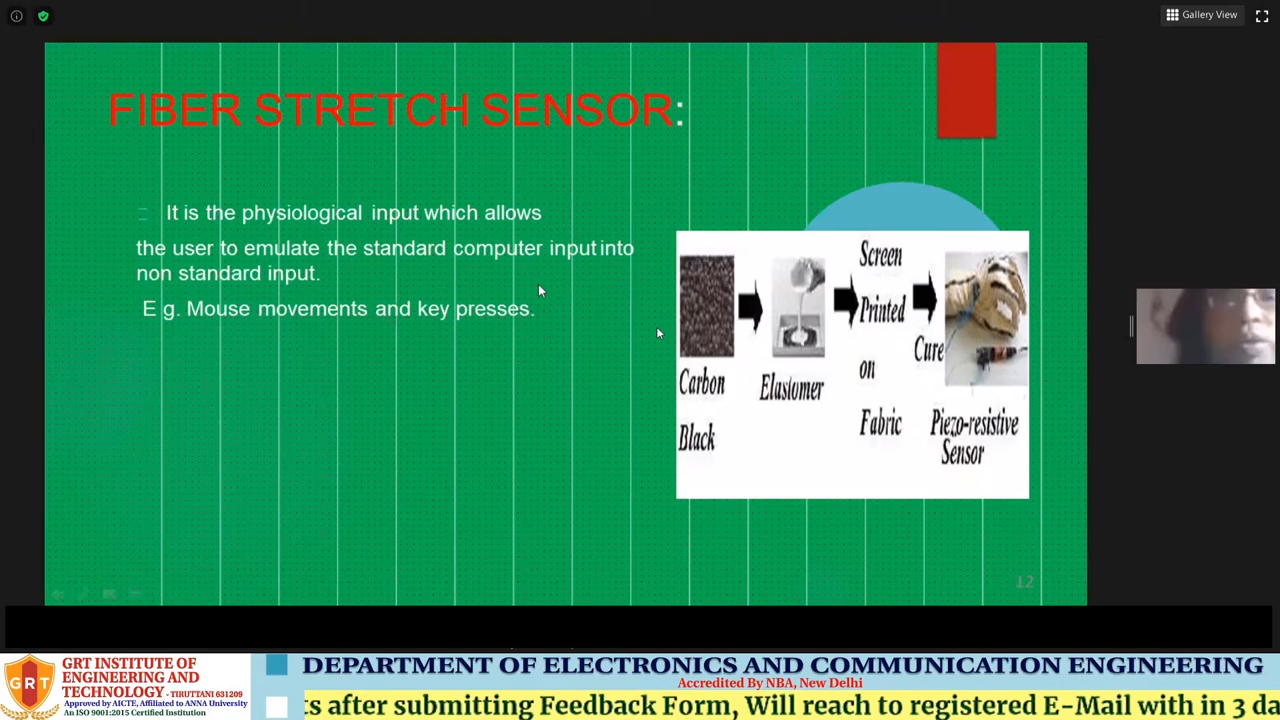 Gallery View
FIBER STRETCH SENSOR:
It is the physiological input which allows
the user to emulate the standard computer input into
non standard input.
E g. Mouse movements and key presses.
Carbon
Black
Elastomer
Screen
Printed
on
Fabric
Cure
Piezo-resistive
Sensor
12
GRT
GRT INSTITUTE OF
ENGINEERING AND
TECHNOLOGY - TIRUTTANI 631209
Approved by AICTE, Affiliated to ANNA University
An ISO 9001:2015 Certified Institution
DEPARTMENT OF ELECTRONICS AND COMMUNICATION ENGINEERING
Accredited By NBA, New Delhi
ts after submitting Feedback Form, Will reach to registered E-Mail with in 3 da